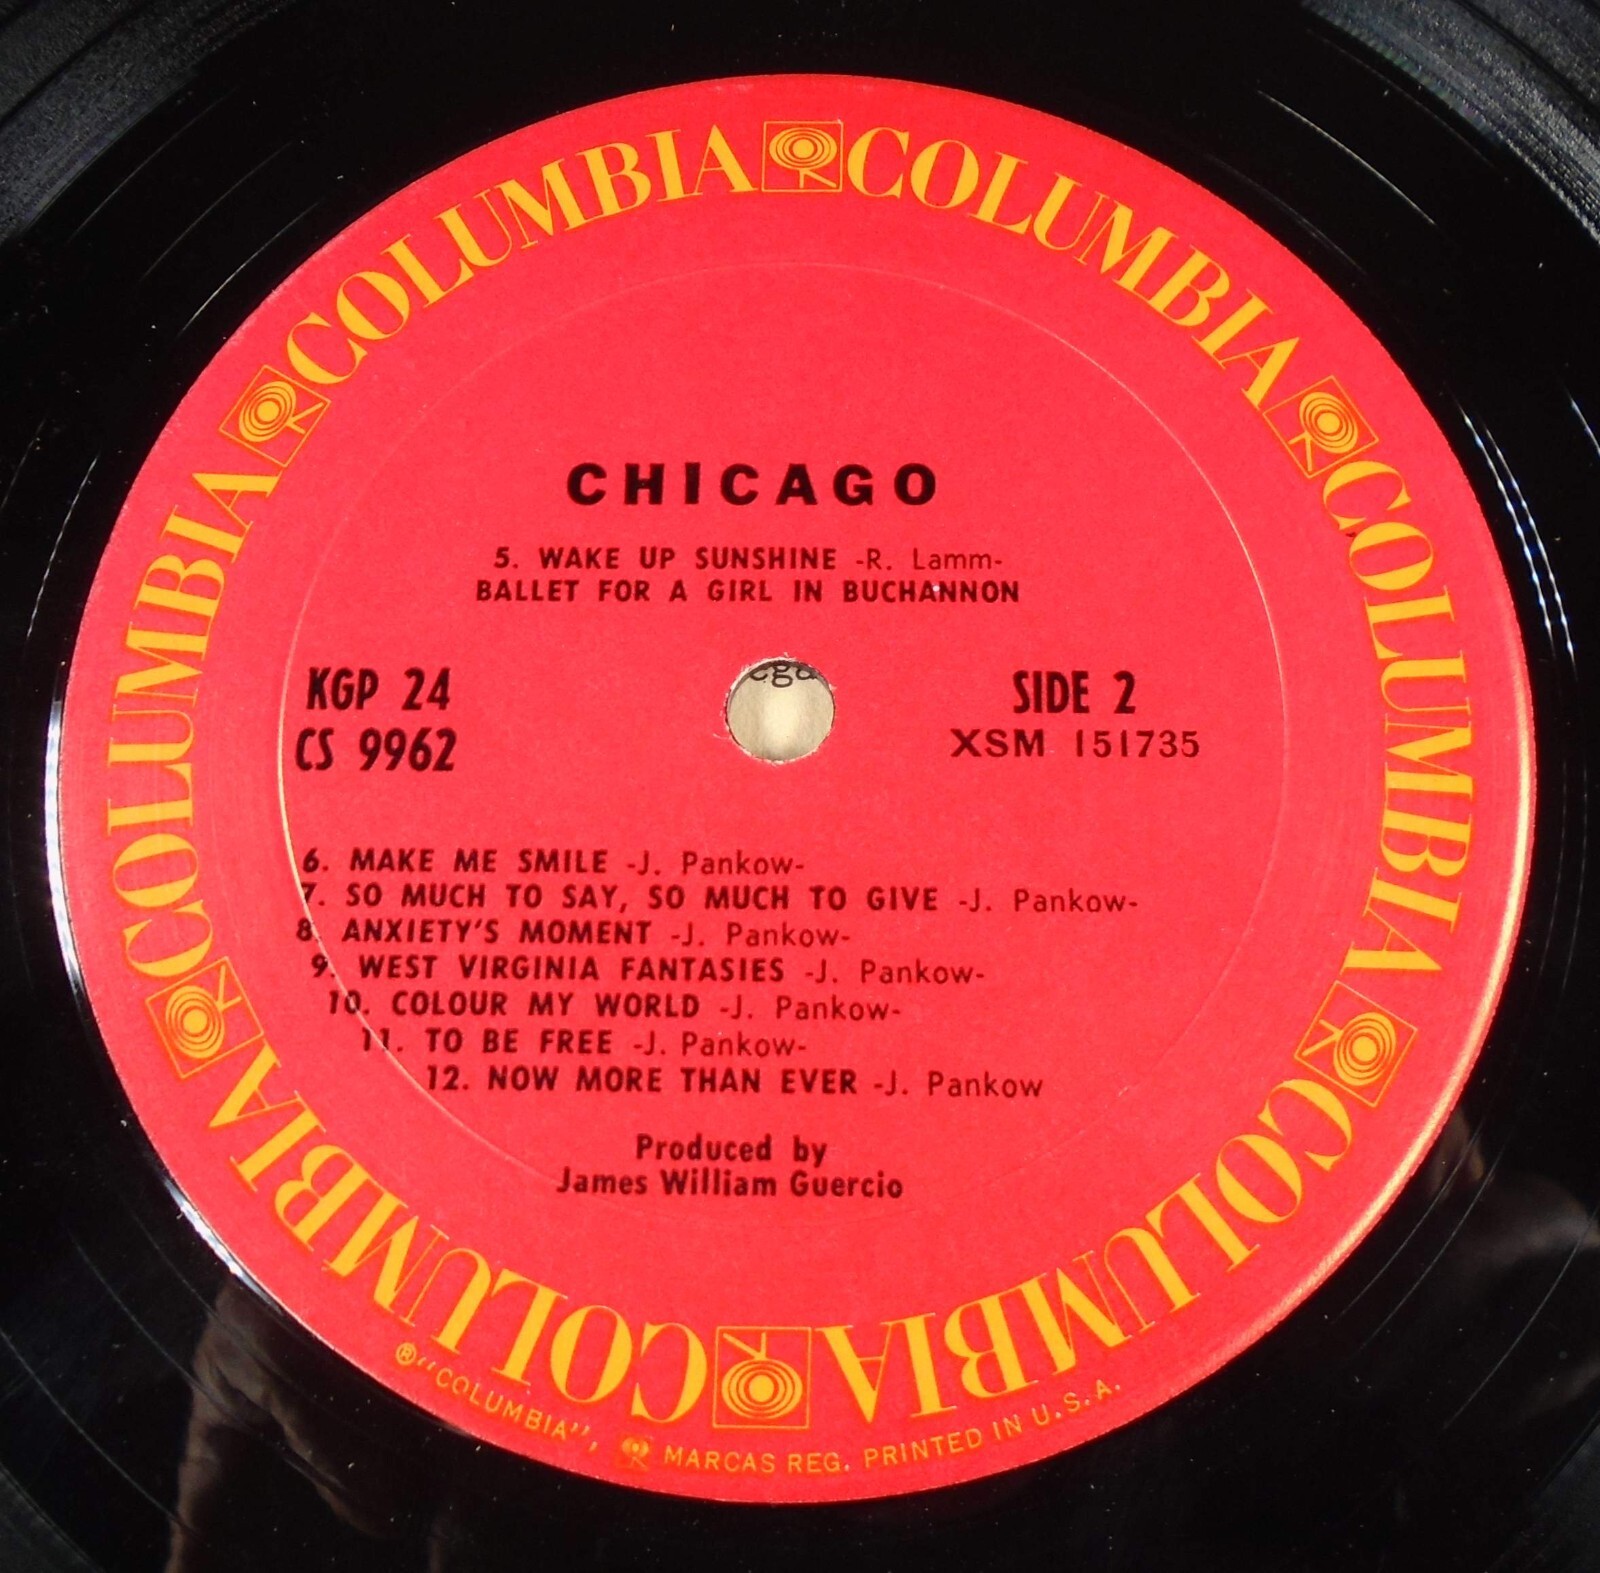 COLUMBIA COLUMBIA COLUMBIA COLUMBIA COLUMBIA COLUMBIA
CHICAGO
5. WAKE UP SUNSHINE -R. Lamm-
BALLET FOR A GIRL IN BUCHANNON
KGP 24
CS 9962
SIDE 2
XSM 151735
6. MAKE ME SMILE -J. Pankow-
7. SO MUCH TO SAY, SO MUCH TO GIVE -J. Pankow-
8. ANXIETY'S MOMENT -J. Pankow-
9. WEST VIRGINIA FANTASIES -J. Pankow-
10. COLOUR MY WORLD -J. Pankow-
11. TO BE FREE -J. Pankow-
12. NOW MORE THAN EVER -J. Pankow
Produced by
James William Guercio
® "COLUMBIA", MARCAS REG. PRINTED IN U.S.A.